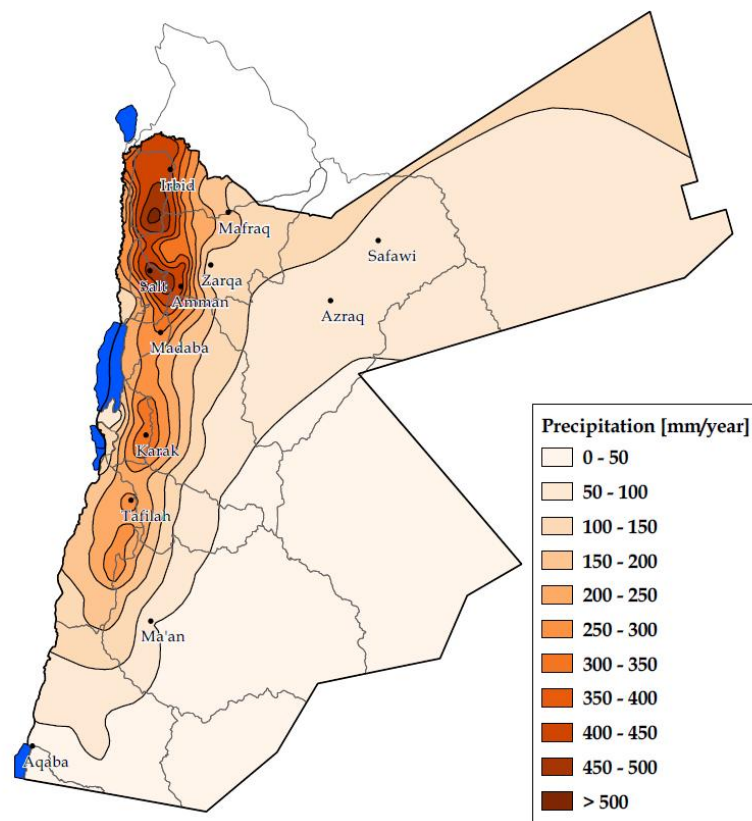 Irbid
Mafraq
Safawi
Salt
Zarqa
Amman
Azraq
Madaba
Karak
Tafilah
Ma'an
Aqaba
Precipitation [mm/year]
0 - 50
50 - 100
100 - 150
150 - 200
200 - 250
250 - 300
300 - 350
350 - 400
400 - 450
450 - 500
> 500